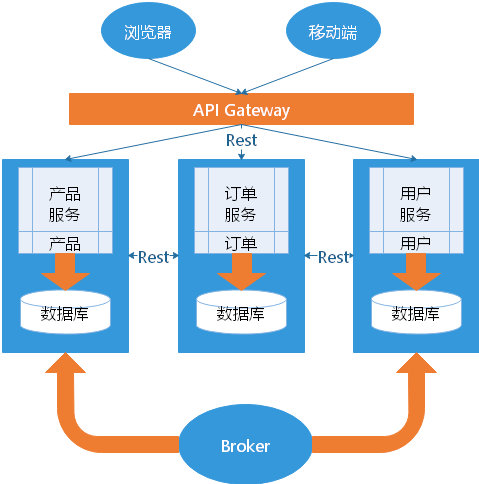 浏览器
移动端
API Gateway
Rest
产品
服务
产品
数据库
Rest
订单
服务
订单
数据库
Rest
用户
服务
用户
数据库
Broker